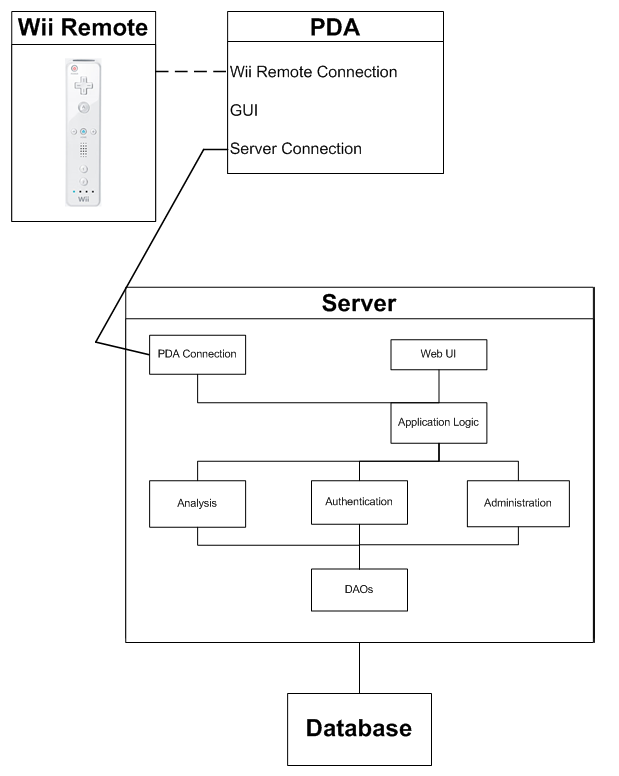 Wii Remote
PDA
Wii Remote Connection
GUI
Server Connection
Wii
Server
PDA Connection
Web UI
Application Logic
Analysis
Authentication
Administration
DAOs
Database